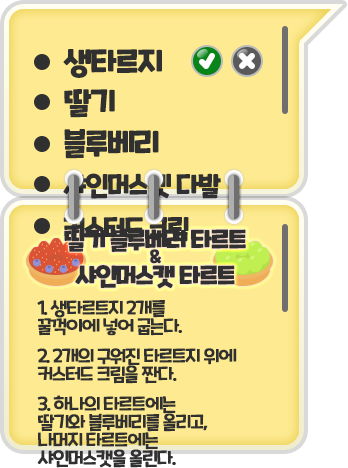 생타르지
딸기
블루베리
샤인머스캣 다발
커스터드 크림
딸기 블루베리 타르트
&
샤인머스캣 타르트
1. 생타르트지 2개를
꿀꺽이에 넣어 굽는다.
2. 2개의 구워진 타르트지 위에
커스터드 크림을 짠다.
3. 하나의 타르트에는
딸기와 블루베리를 올리고,
나머지 타르트에는
샤인머스캣을 올린다.